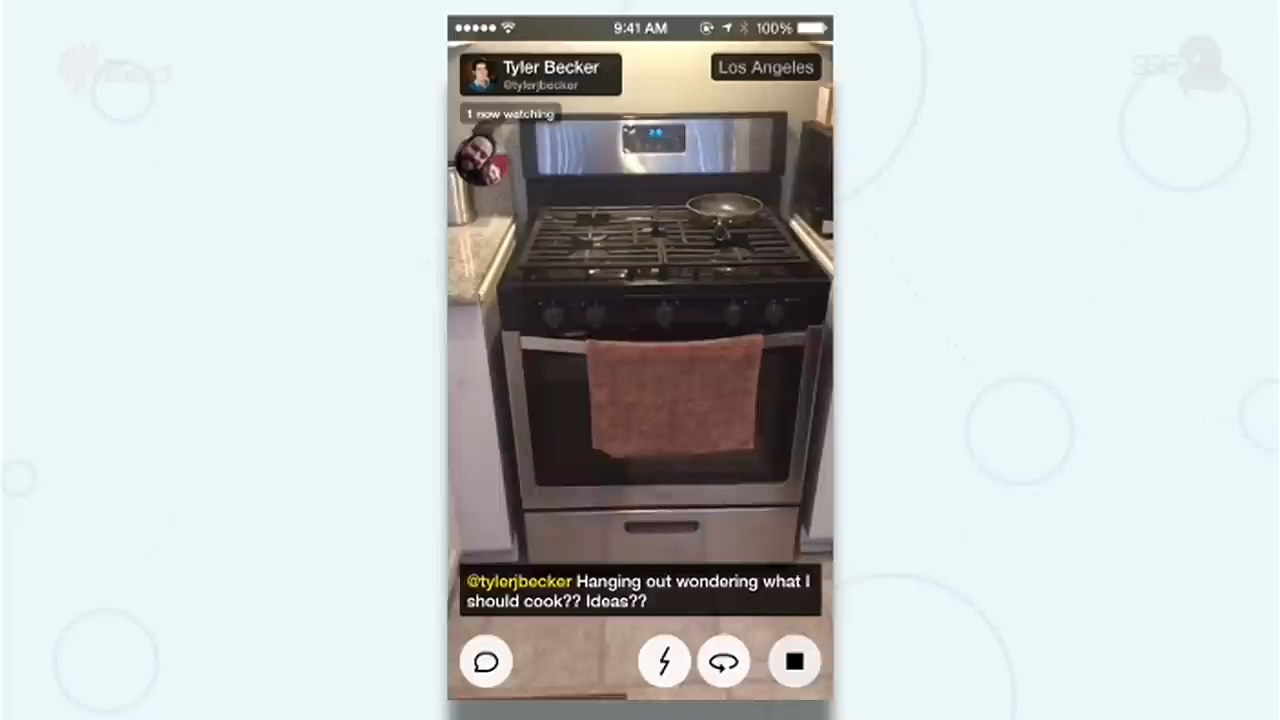 9:41 AM
100%
Tyler Becker
@tylerjbecker
Los Angeles
1 now watching
@tylerjbecker Hanging out wondering what I
should cook?? Ideas??